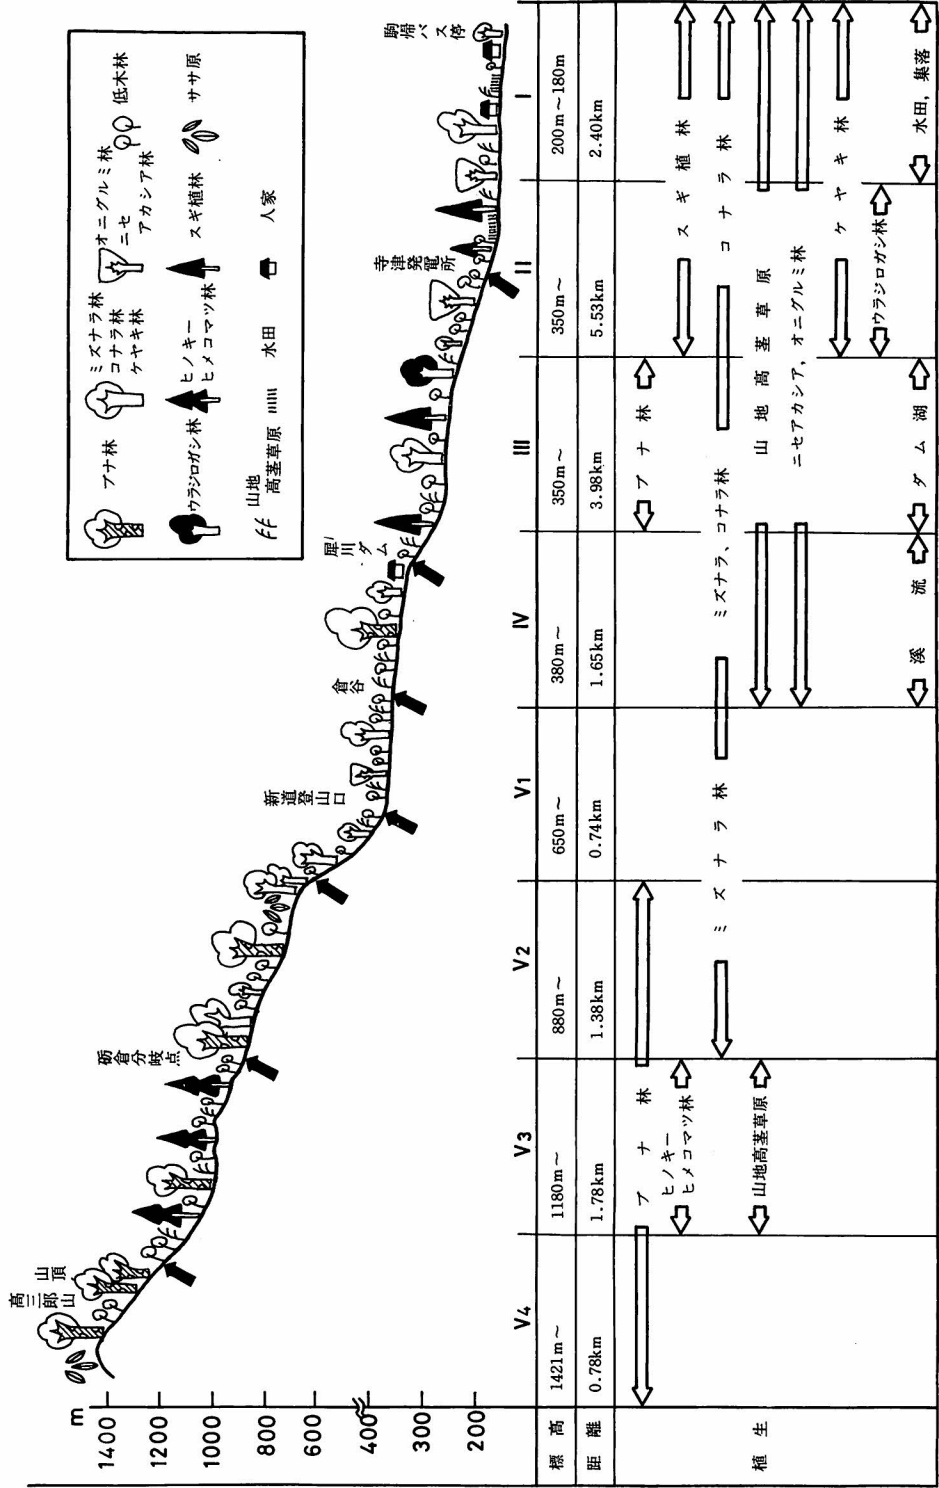 ブナ林
ミズナラ林
コナラ林
ケヤキ林
オニグルミ林
ニセ
アカシア林
低木林
ウラジロガシ林
ヒノキー
ヒメコマツ林
スギ植林
ササ原
山地
高茎草原
水田
人家
高三郎山
山頂
砺倉分岐点
新道登山口
倉谷
犀川ダム
寺津発電所
駒帰バス停
m
1400
1200
1000
800
600
400
300
200
V4
V3
V2
V1
IV
III
II
I
標高
1421m～
1180m～
880m～
650m～
380m～
350m～
350m～
200m～180m
距離
0.78km
1.78km
1.38km
0.74km
1.65km
3.98km
5.53km
2.40km
植生
ブナ林
ブナ林
ヒノキー
ヒメコマツ林
スギ植林
ミズナラ林
ミズナラ、コナラ林
コナラ林
山地高茎草原
山地高茎草原
ニセアカシア、オニグルミ林
ケヤキ林
ウラジロガシ林
渓流
ダム湖
水田，集落